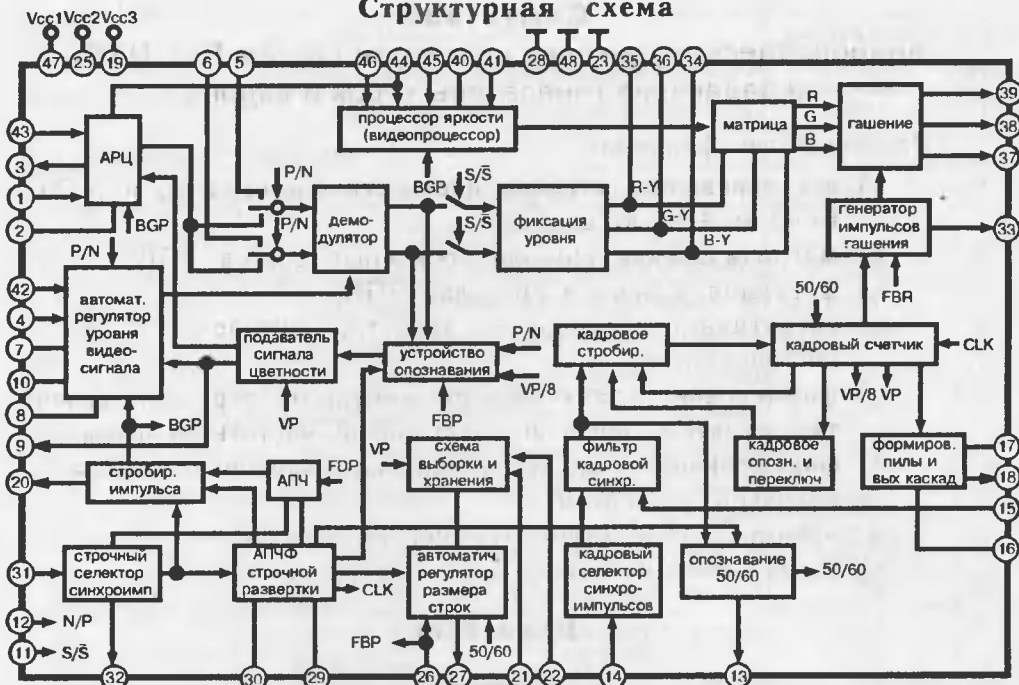 Структурная схема
Vcc1 Vcc2 Vcc3
47 25 19 6 5 46 44 45 40 41 28 48 23 35 36 34
43
3
1
2
42
4
7
10
8
9
20
31
12
11
39
38
37
33
17
18
15
16
АРЦ
BGP
P/N
P/N
P/N
процессор яркости
(видеопроцессор)
BGP
S/S̄
S/S̄
демо-
дулятор
фиксация
уровня
R-Y
G-Y
B-Y
матрица
R
G
B
гашение
генератор
импульсов
гашения
FBR
автомат.
регулятор
уровня
видео-
сигнала
BGP
подаватель
сигнала
цветности
VP
устройство
опознавания
P/N
VP/8
FBP
кадровое
стробир.
50/60
кадровый счетчик
CLK
VP/8 VP
стробир.
импульса
АПЧ
FDP
VP
схема
выборки и
хранения
фильтр
кадровой
синхр.
кадровое
опозн. и
переключ
формиров.
пилы и
вых каскад
строчный
селектор
синхроимп
АПЧФ
строчной
развертки
CLK
автоматич
регулятор
размера
строк
FBP
50/60
кадровый
селектор
синхро-
импульсов
опознавание
50/60
50/60
N/P
S/S̄
32 30 29 26 27 21 22 14 13